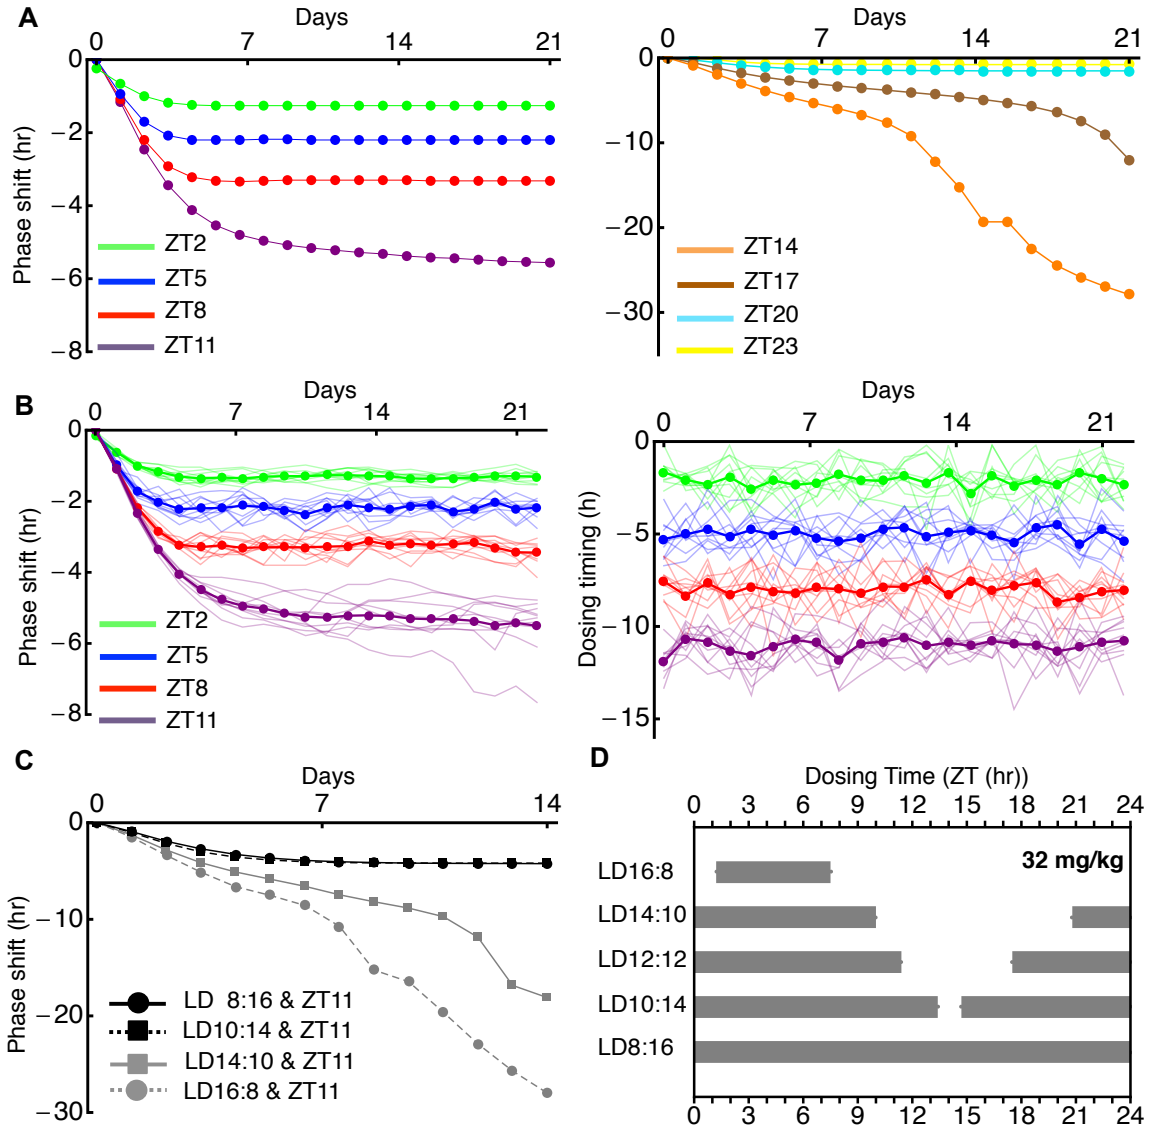 A
Days
0 7 14 21
0
−2
−4
−6
−8
Phase shift (hr)
ZT2
ZT5
ZT8
ZT11
Days
0 7 14 21
0
−10
−20
−30
ZT14
ZT17
ZT20
ZT23
B
Days
0 7 14 21
0
−2
−4
−6
−8
Phase shift (hr)
ZT2
ZT5
ZT8
ZT11
Days
0 7 14 21
0
−5
−10
−15
Dosing timing (h)
C
Days
0 7 14
0
−10
−20
−30
Phase shift (hr)
LD 8:16 & ZT11
LD10:14 & ZT11
LD14:10 & ZT11
LD16:8 & ZT11
D
Dosing Time (ZT (hr))
0 3 6 9 12 15 18 21 24
32 mg/kg
LD16:8
LD14:10
LD12:12
LD10:14
LD8:16
0 3 6 9 12 15 18 21 24